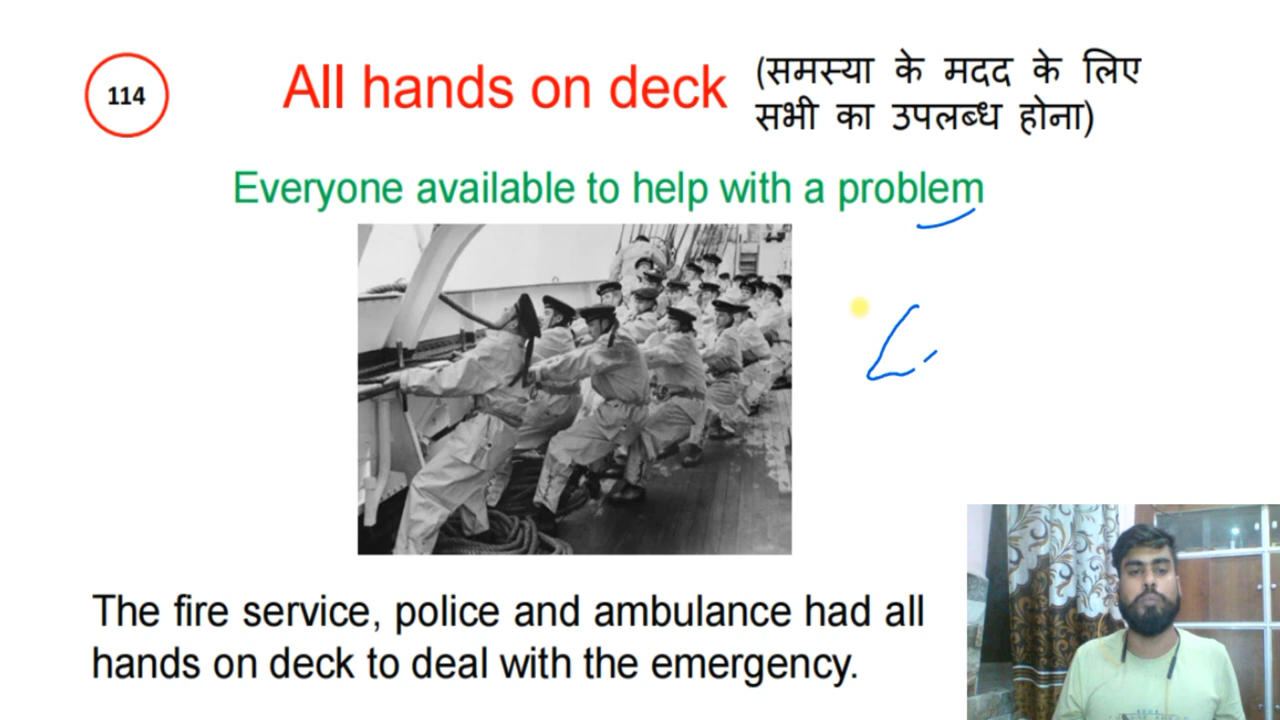 114
All hands on deck
(समस्या के मदद के लिए
सभी का उपलब्ध होना)
Everyone available to help with a problem
The fire service, police and ambulance had all
hands on deck to deal with the emergency.